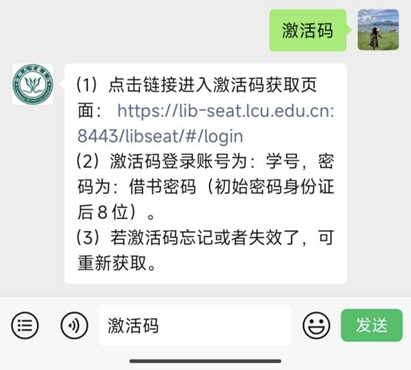 激活码
（1）点击链接进入激活码获取页
面：https://lib-seat.lcu.edu.cn:
8443/libseat/#/login
（2）激活码登录账号为：学号，密
码为：借书密码（初始密码身份证
后８位）。
（3）若激活码忘记或者失效了，可
重新获取。
激活码
发送